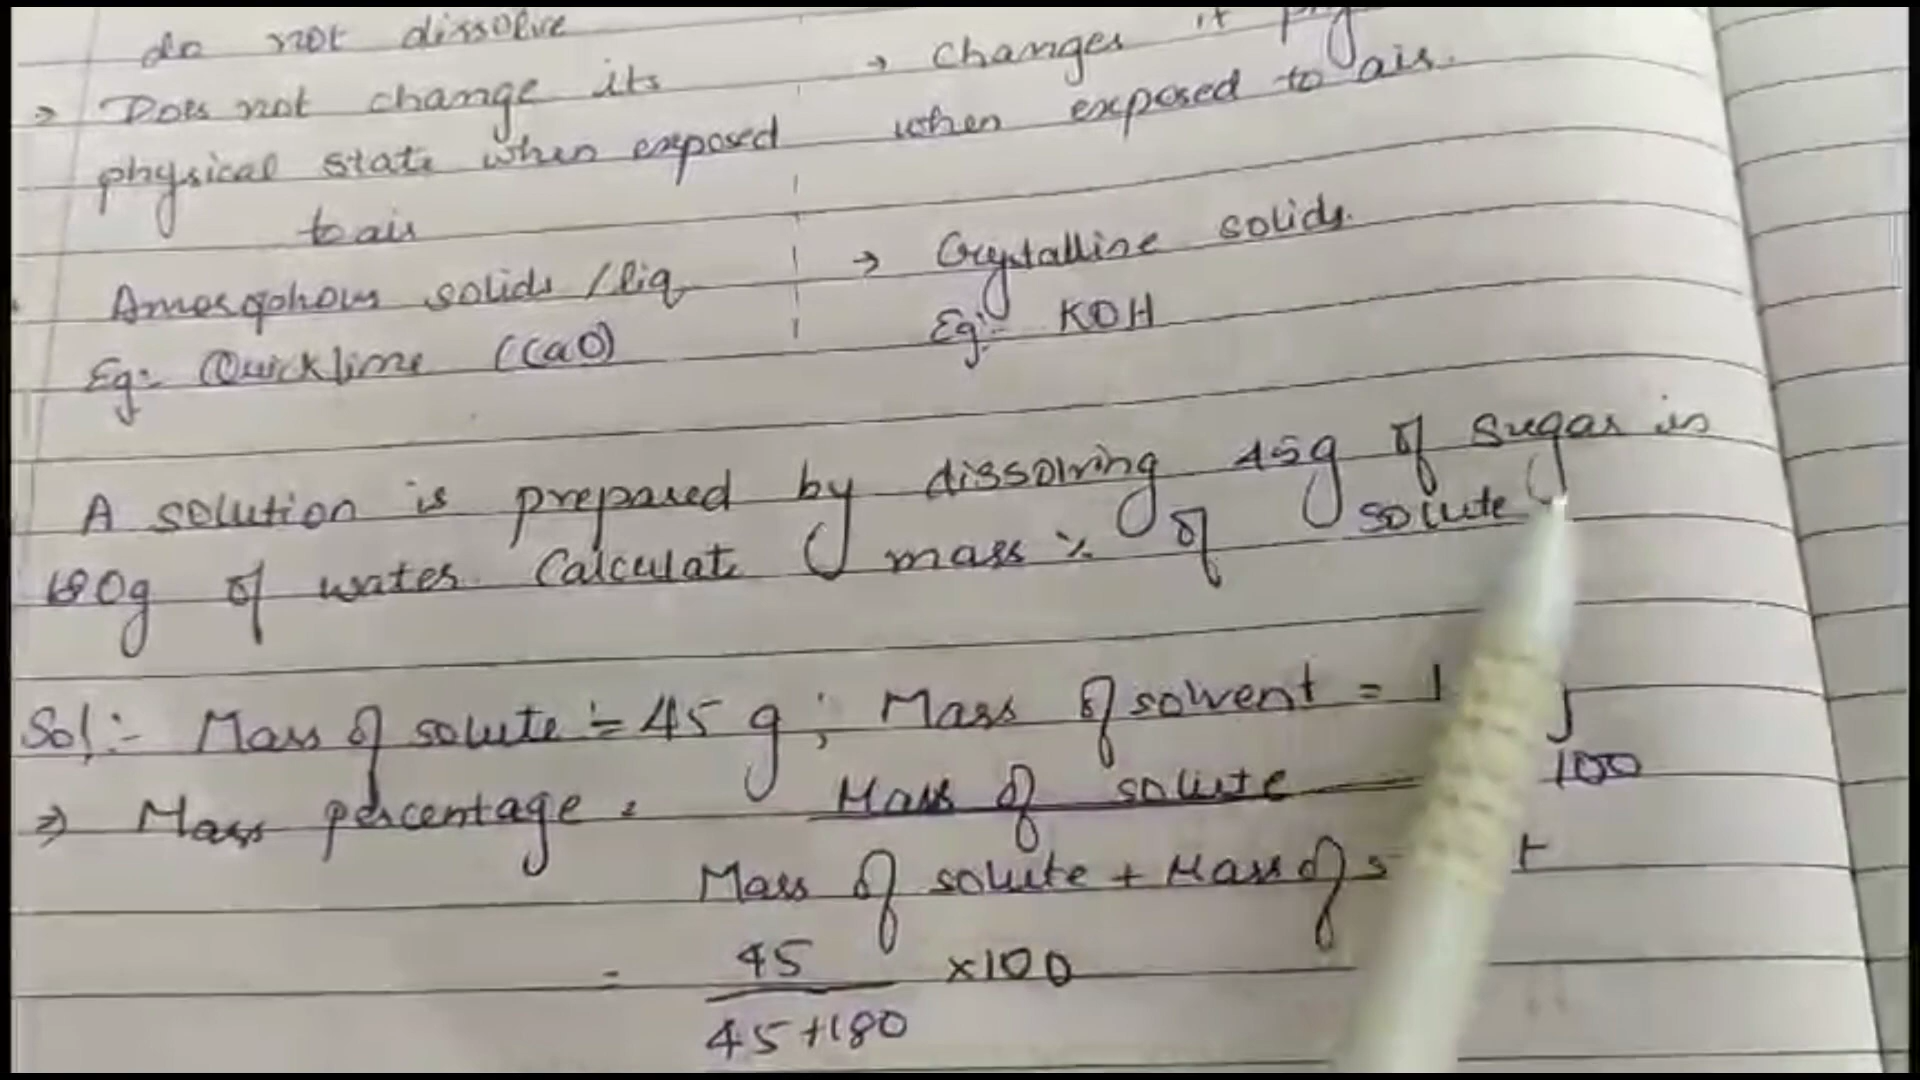 do not dissolve
→ changes it
→ Does not change its
when exposed to air.
physical state when exposed
to air
→ Crystalline solids.
Amorphous solids /liq
Eg:- KOH
Eg:- Quicklime (CaO)
A solution is prepared by dissolving 45g of sugar in
180g of water. Calculate mass % of solute
Sol:- Mass of solute = 45 g; Mass of solvent = 1
⇒ Mass percentage = Mass of solute 100
Mass of solute + Mass of s t
= 45 ×100
45+180